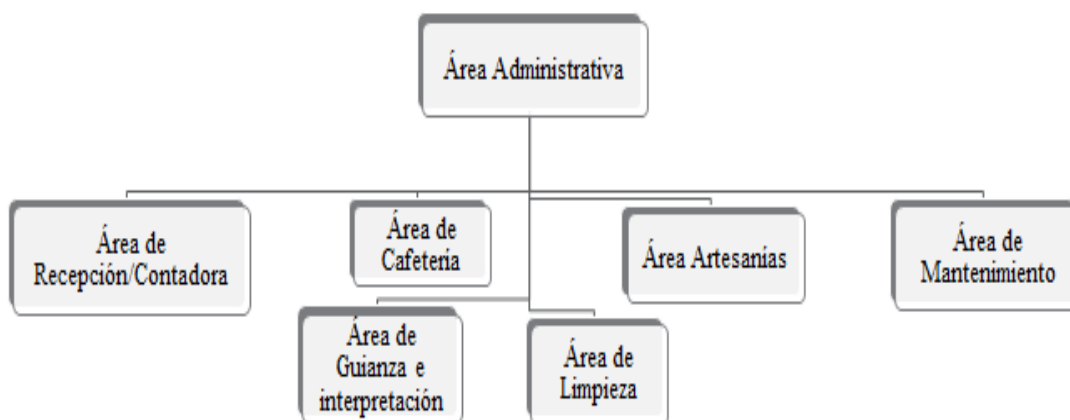 Área Administrativa
Área de
Recepción/Contadora
Área de
Cafetería
Área Artesanías
Área de
Mantenimiento
Área de
Guianza e
interpretación
Área de
Limpieza